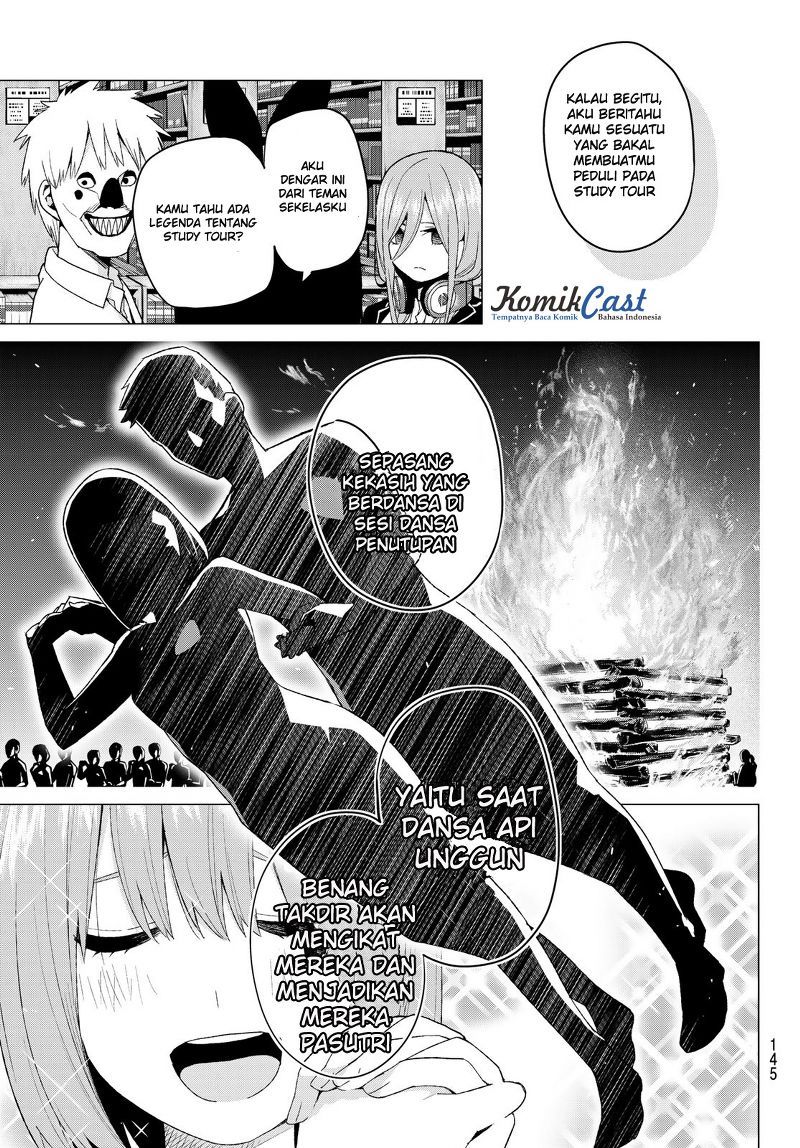 KALAU BEGITU,
AKU BERITAHU
KAMU SESUATU
YANG BAKAL
MEMBUATMU
PEDULI PADA
STUDY TOUR
AKU
DENGAR INI
DARI TEMAN
SEKELASKU
KAMU TAHU ADA
LEGENDA TENTANG
STUDY TOUR?
KomikCast
Tempatnya Baca Komik Bahasa Indonesia
SEPASANG
KEKASIH YANG
BERDANSA DI
SESI DANSA
PENUTUPAN
YAITU SAAT
DANSA API
UNGGUN
BENANG
TAKDIR AKAN
MENGIKAT
MEREKA DAN
MENJADIKAN
MEREKA
PASUTRI
145